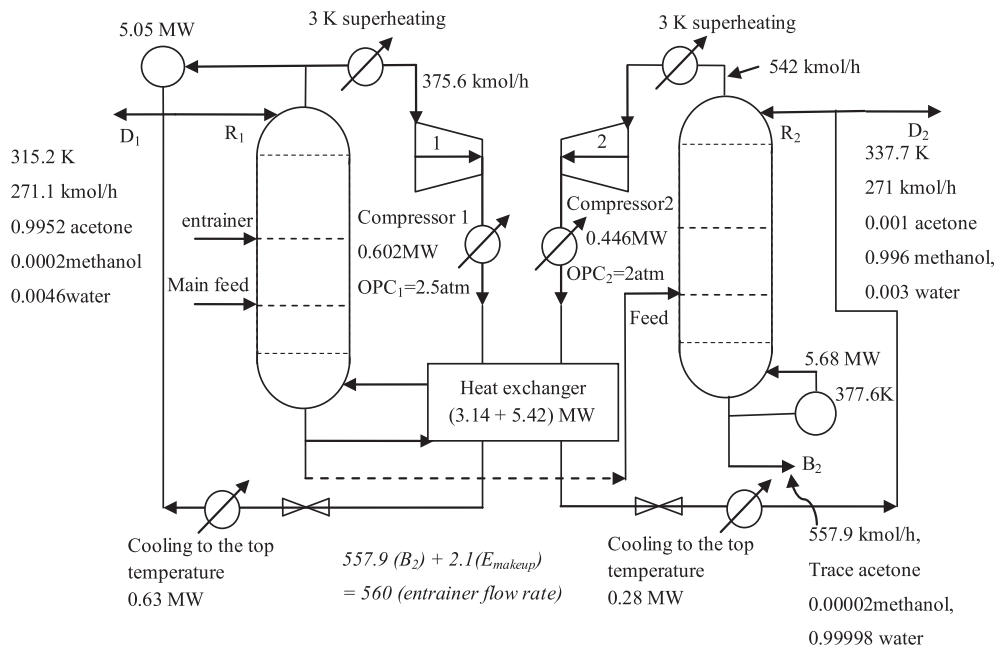 5.05 MW
3 K superheating
3 K superheating
375.6 kmol/h
542 kmol/h
D1
R1
1
2
R2
D2
315.2 K
271.1 kmol/h
0.9952 acetone
0.0002methanol
0.0046water
entrainer
Main feed
Compressor 1
0.602MW
OPC1=2.5atm
Compressor2
0.446MW
OPC2=2atm
Feed
337.7 K
271 kmol/h
0.001 acetone
0.996 methanol,
0.003 water
Heat exchanger
(3.14 + 5.42) MW
5.68 MW
377.6K
B2
Cooling to the top
temperature
0.63 MW
557.9 (B2) + 2.1(Emakeup)
= 560 (entrainer flow rate)
Cooling to the top
temperature
0.28 MW
557.9 kmol/h,
Trace acetone
0.00002methanol,
0.99998 water